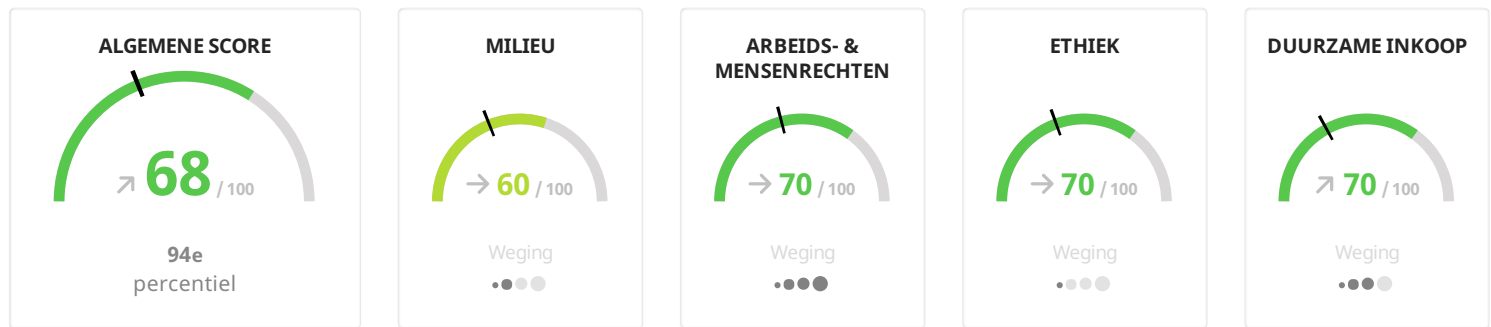 ALGEMENE SCORE
68 / 100
94e
percentiel
MILIEU
60 / 100
Weging
ARBEIDS- &
MENSENRECHTEN
70 / 100
Weging
ETHIEK
70 / 100
Weging
DUURZAME INKOOP
70 / 100
Weging